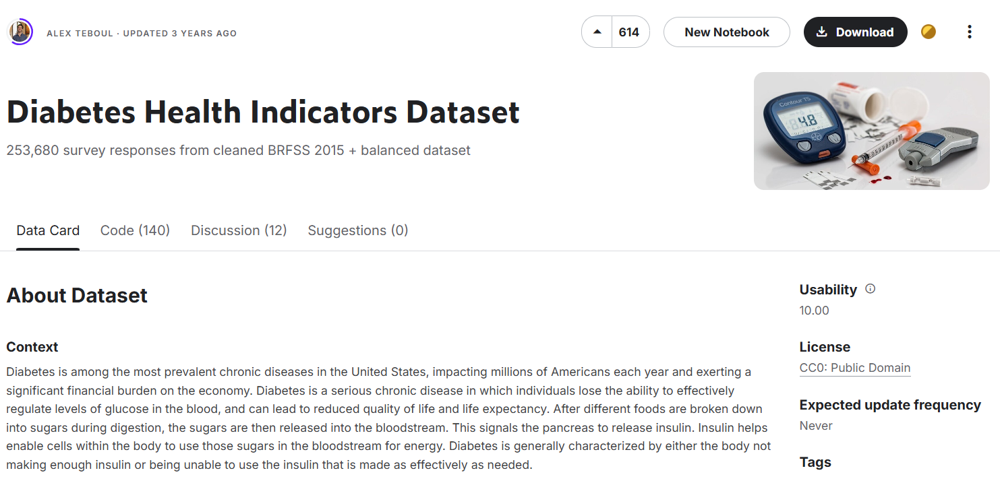 ALEX TEBOUL · UPDATED 3 YEARS AGO
614
New Notebook
Download
Diabetes Health Indicators Dataset
253,680 survey responses from cleaned BRFSS 2015 + balanced dataset
Contour TS
4.8
Data Card
Code (140)
Discussion (12)
Suggestions (0)
About Dataset
Context
Diabetes is among the most prevalent chronic diseases in the United States, impacting millions of Americans each year and exerting a
significant financial burden on the economy. Diabetes is a serious chronic disease in which individuals lose the ability to effectively
regulate levels of glucose in the blood, and can lead to reduced quality of life and life expectancy. After different foods are broken down
into sugars during digestion, the sugars are then released into the bloodstream. This signals the pancreas to release insulin. Insulin helps
enable cells within the body to use those sugars in the bloodstream for energy. Diabetes is generally characterized by either the body not
making enough insulin or being unable to use the insulin that is made as effectively as needed.
Usability
10.00
License
CC0: Public Domain
Expected update frequency
Never
Tags